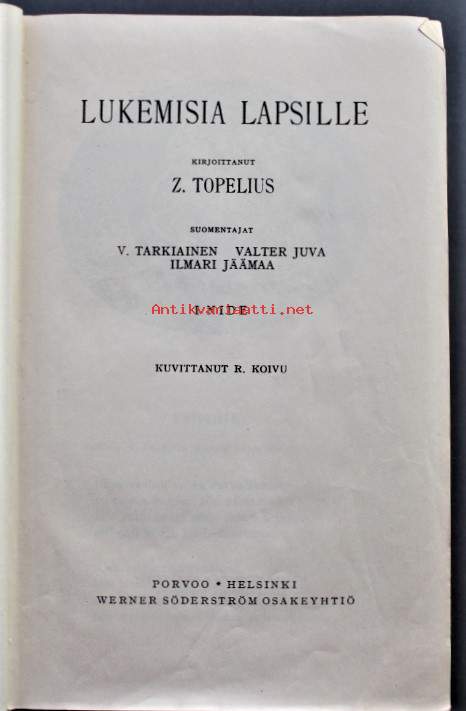 LUKEMISIA LAPSILLE
KIRJOITTANUT
Z. TOPELIUS
SUOMENTAJAT
V. TARKIAINEN VALTER JUVA
ILMARI JÄÄMAA
Antikvariaatti.net
KUVITTANUT R. KOIVU
PORVOO • HELSINKI
WERNER SÖDERSTRÖM OSAKEYHTIÖ